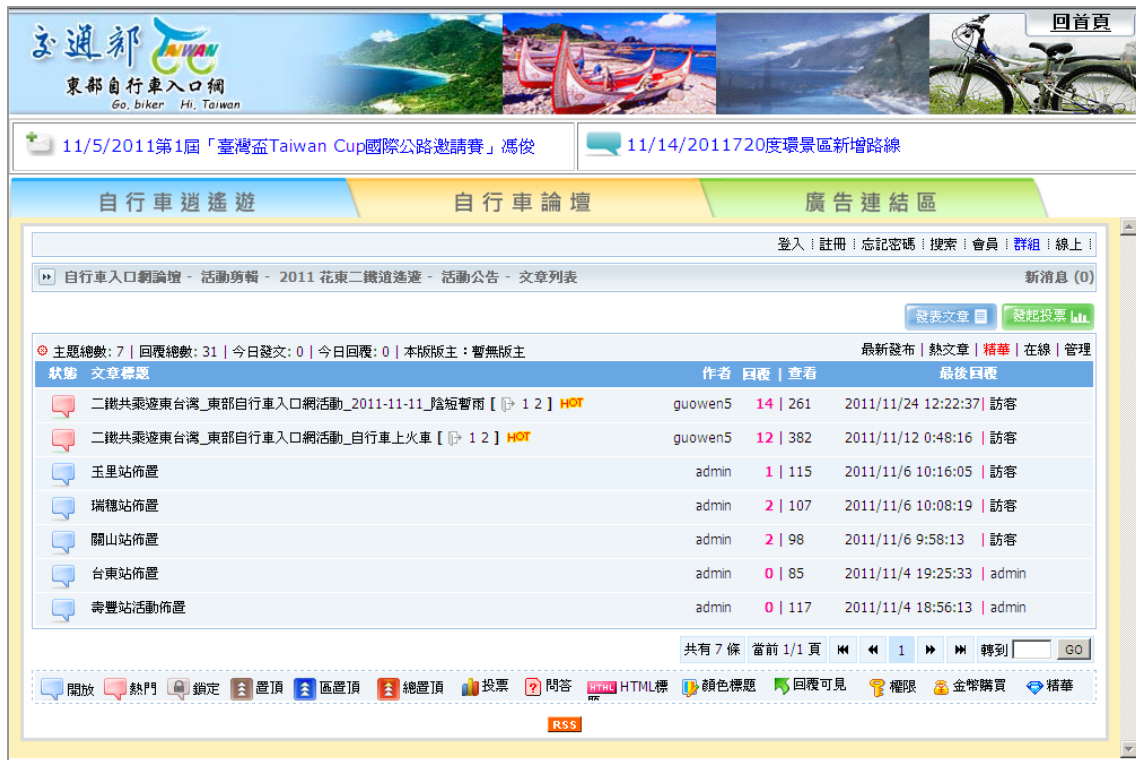 回首頁
交通部 TAIWAN
東部自行車入口網
Go, biker Hi, Taiwan
11/5/2011第1屆「臺灣盃Taiwan Cup國際公路邀請賽」馮俊
11/14/2011720度環景區新增路線
自行車逍遙遊 自行車論壇 廣告連結區
登入 | 註冊 | 忘記密碼 | 搜索 | 會員 | 群組 | 線上 |
自行車入口網論壇 - 活動剪輯 - 2011 花東二鐵逍遙遊 - 活動公告 - 文章列表 新消息 (0)
發表文章 發起投票
主題總數: 7 | 回覆總數: 31 | 今日發文: 0 | 今日回覆: 0 | 本版版主：暫無版主 最新發布 | 熱文章 | 精華 | 在線 | 管理
狀態 文章標題 作者 回覆 | 查看 最後回覆
二鐵共乘遊東台灣_東部自行車入口網活動_2011-11-11_陰短暫雨 [ 1 2 ] HOT guowen5 14 | 261 2011/11/24 12:22:37 | 訪客
二鐵共乘遊東台灣_東部自行車入口網活動_自行車上火車 [ 1 2 ] HOT guowen5 12 | 382 2011/11/12 0:48:16 | 訪客
玉里站佈置 admin 1 | 115 2011/11/6 10:16:05 | 訪客
瑞穗站佈置 admin 2 | 107 2011/11/6 10:08:19 | 訪客
關山站佈置 admin 2 | 98 2011/11/6 9:58:13 | 訪客
台東站佈置 admin 0 | 85 2011/11/4 19:25:33 | admin
壽豐站活動佈置 admin 0 | 117 2011/11/4 18:56:13 | admin
共有 7 條 當前 1/1 頁 1 轉到 GO
開放 熱門 鎖定 置頂 區置頂 總置頂 投票 問答 HTML HTML標 顏色標題 回覆可見 權限 金幣購買 精華
RSS